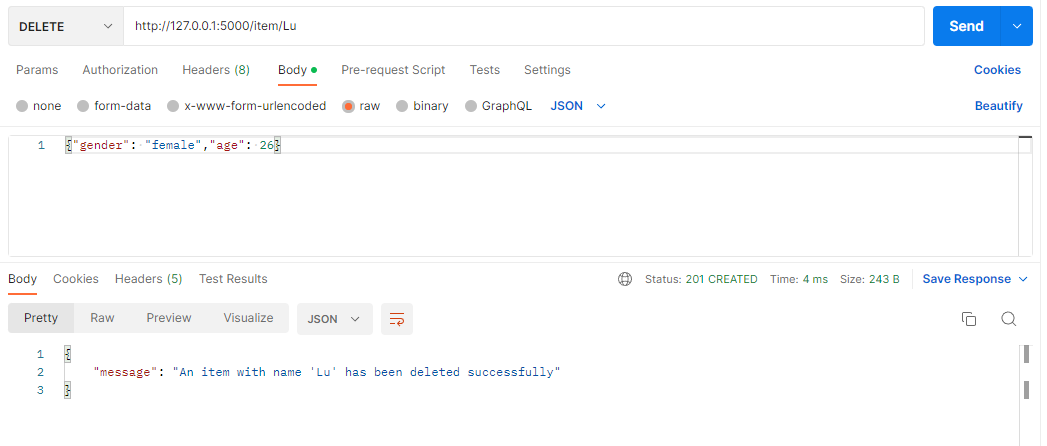 DELETE http://127.0.0.1:5000/item/Lu Send
Params Authorization Headers (8) Body Pre-request Script Tests Settings Cookies
none form-data x-www-form-urlencoded raw binary GraphQL JSON Beautify
1 {"gender": "female","age": 26}
Body Cookies Headers (5) Test Results Status: 201 CREATED Time: 4 ms Size: 243 B Save Response
Pretty Raw Preview Visualize JSON
1 {
2 "message": "An item with name 'Lu' has been deleted successfully"
3 }